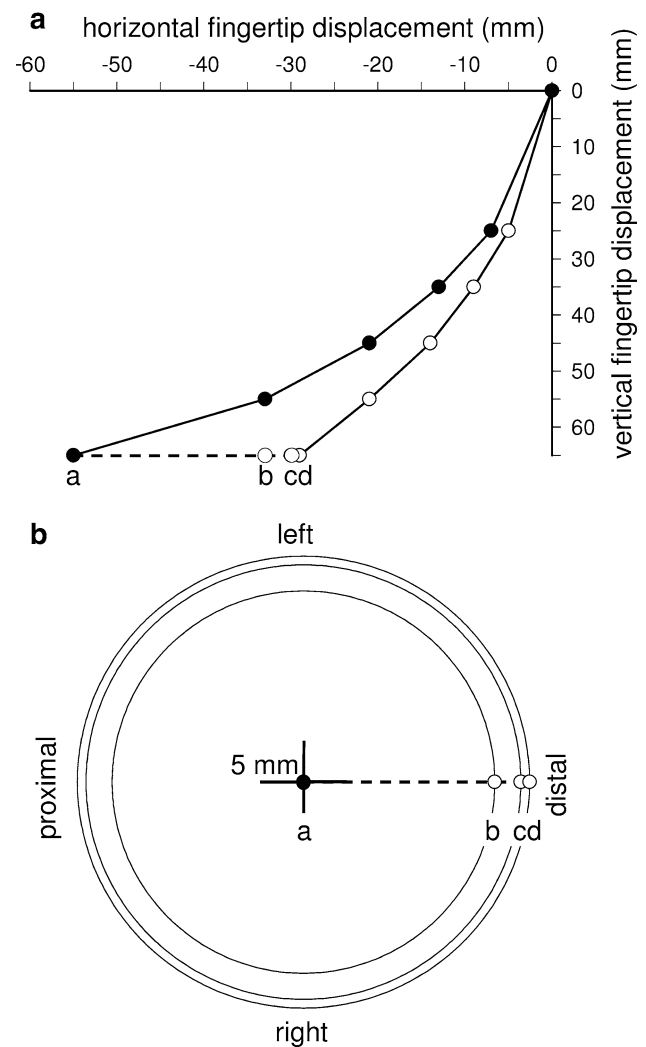 a
horizontal fingertip displacement (mm)
-60 -50 -40 -30 -20 -10 0
0
10
20
30
40
50
60
vertical fingertip displacement (mm)
a b cd
b
left
proximal
5 mm
distal
a b cd
right